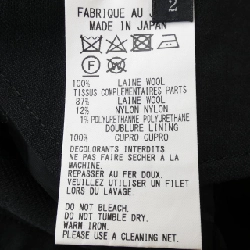 FABRIQUE AU J
MADE IN JAPAN
2
100% LAINE WOOL
TISSUS COMPLEMENTAIRES PARTS
87% LAINE WOOL
12% NYLON NYLON
1% POLYURETHANNE POLYURETHANE
DOUBLURE LINING
100% CUPRO CUPRO
DECOLORANTS INTERDITS
NE PAS FAIRE SECHER A LA
MACHINE.
REPASSER AU FER DOUX.
VEUILLEZ UTILISER UN FILET
LORS DU LAVAGE
DO NOT BLEACH.
DO NOT TUMBLE DRY.
WARM IRON.
PLEASE USE A CLEANING NET.